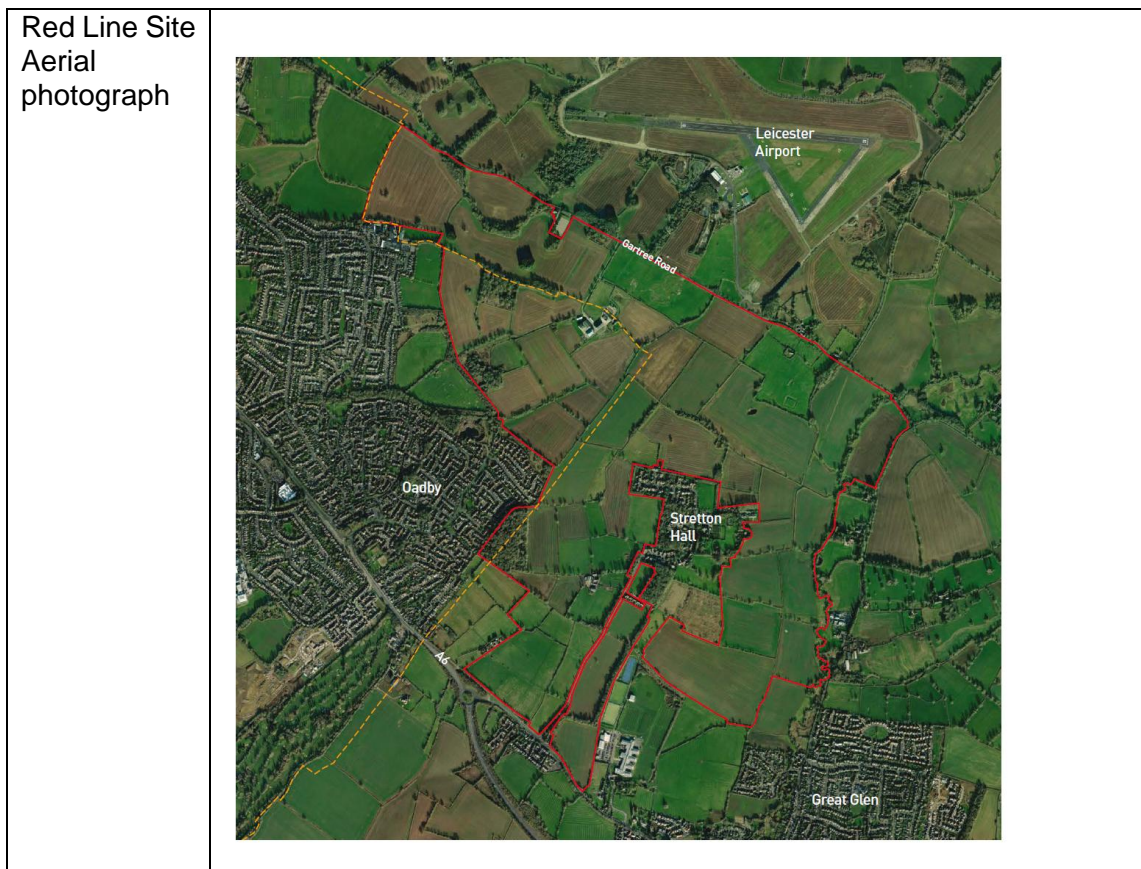 Red Line Site
Aerial
photograph
Leicester
Airport
Gartree Road
Oadby
Stretton
Hall
A6
Great Glen